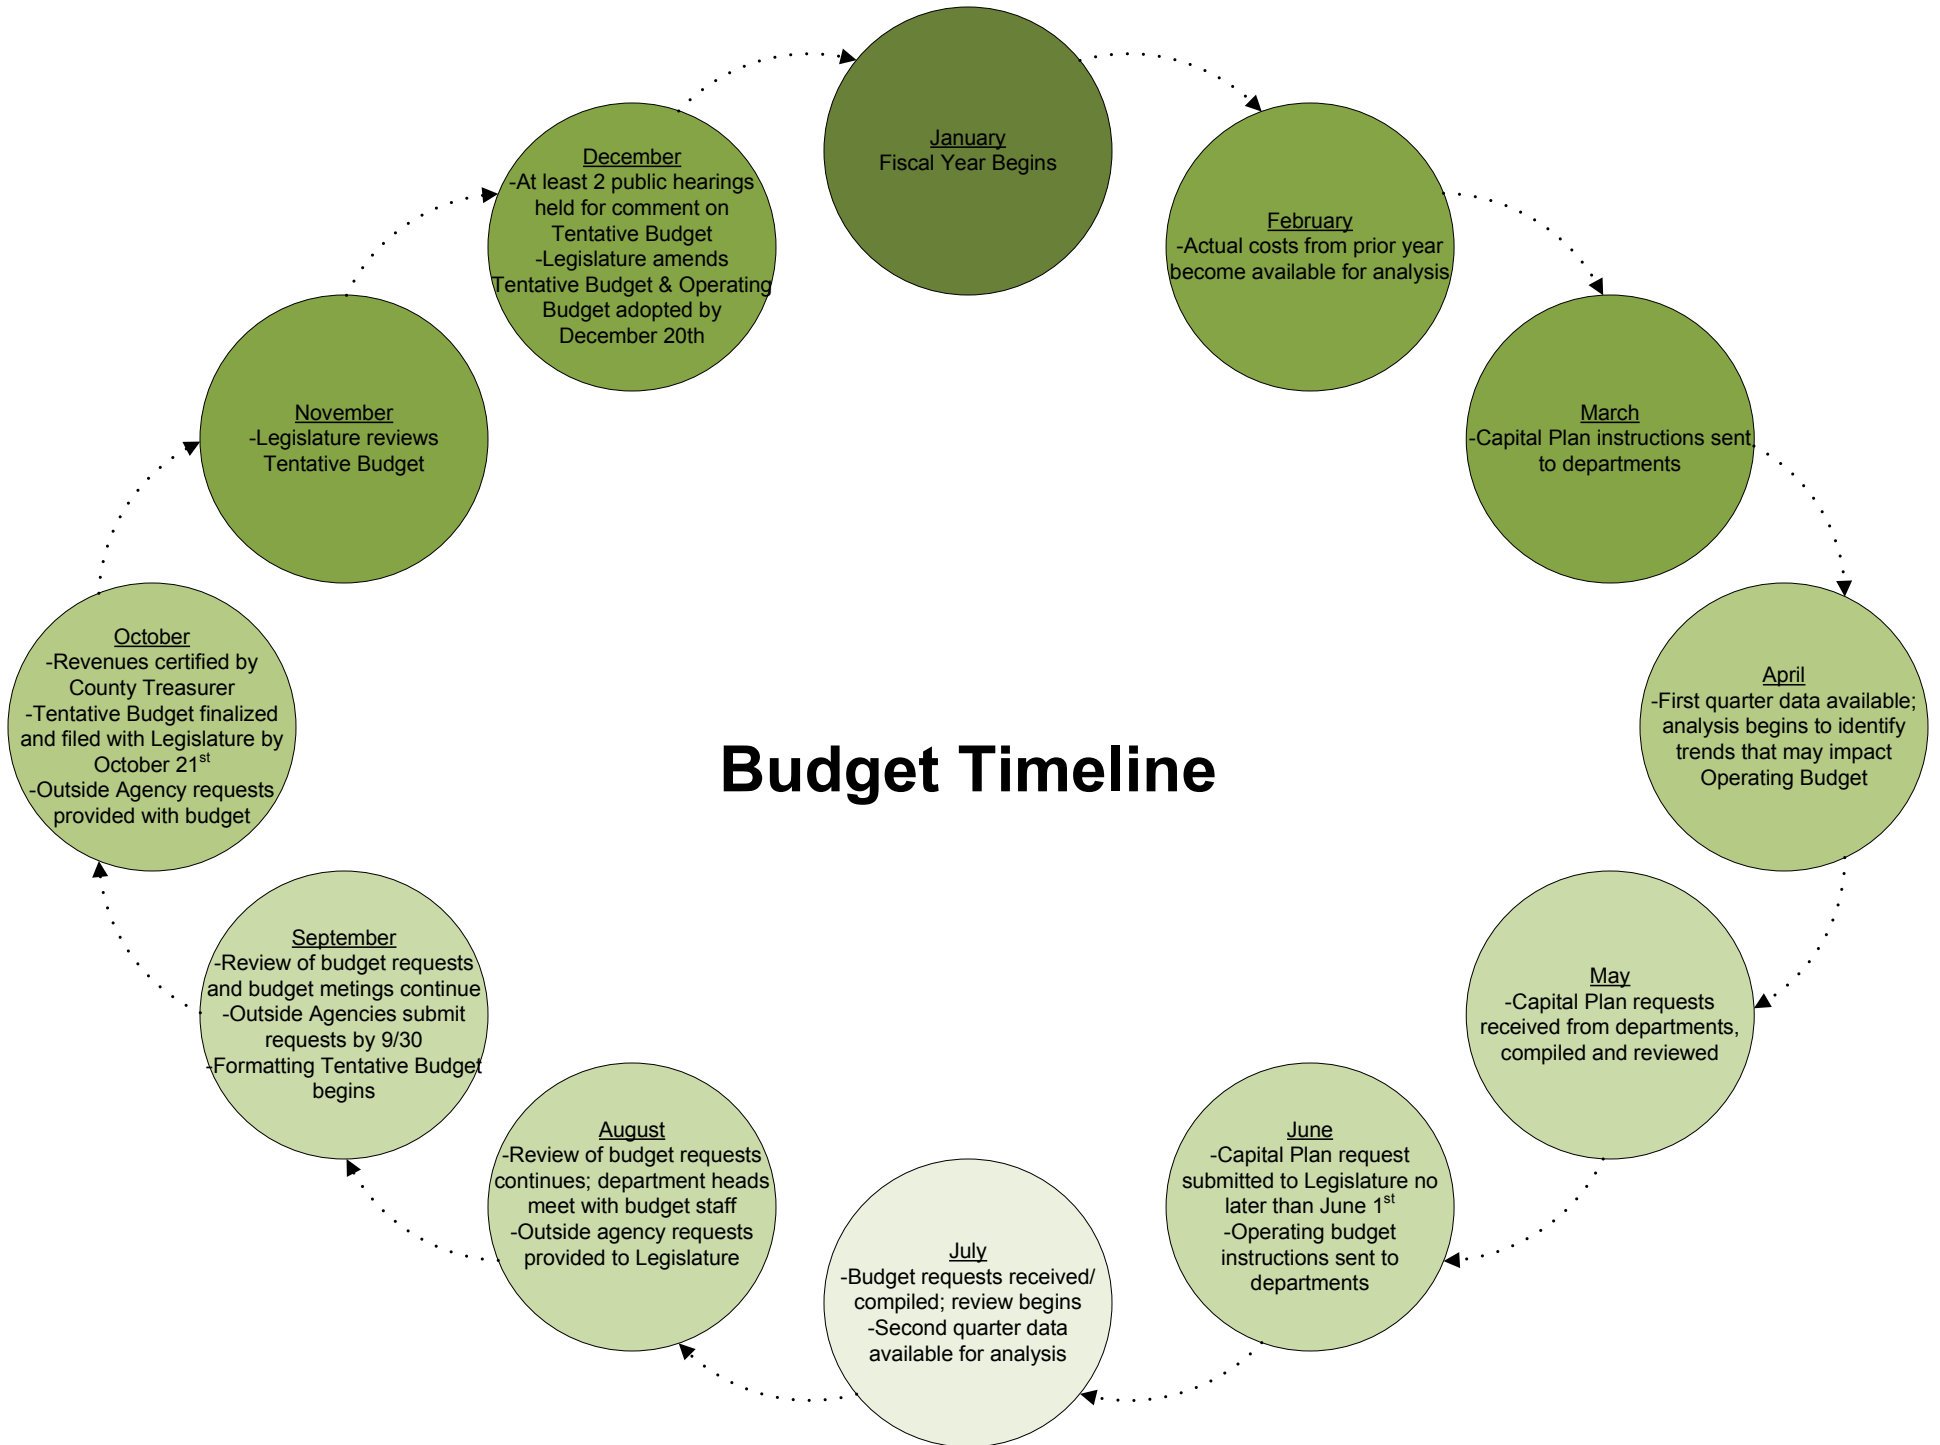 January
Fiscal Year Begins
February
-Actual costs from prior year
become available for analysis
March
-Capital Plan instructions sent
to departments
April
-First quarter data available;
analysis begins to identify
trends that may impact
Operating Budget
May
-Capital Plan requests
received from departments,
compiled and reviewed
June
-Capital Plan request
submitted to Legislature no
later than June 1st
-Operating budget
instructions sent to
departments
July
-Budget requests received/
compiled; review begins
-Second quarter data
available for analysis
August
-Review of budget requests
continues; department heads
meet with budget staff
-Outside agency requests
provided to Legislature
September
-Review of budget requests
and budget metings continue
-Outside Agencies submit
requests by 9/30
-Formatting Tentative Budget
begins
October
-Revenues certified by
County Treasurer
-Tentative Budget finalized
and filed with Legislature by
October 21st
-Outside Agency requests
provided with budget
November
-Legislature reviews
Tentative Budget
December
-At least 2 public hearings
held for comment on
Tentative Budget
-Legislature amends
Tentative Budget & Operating
Budget adopted by
December 20th
Budget Timeline